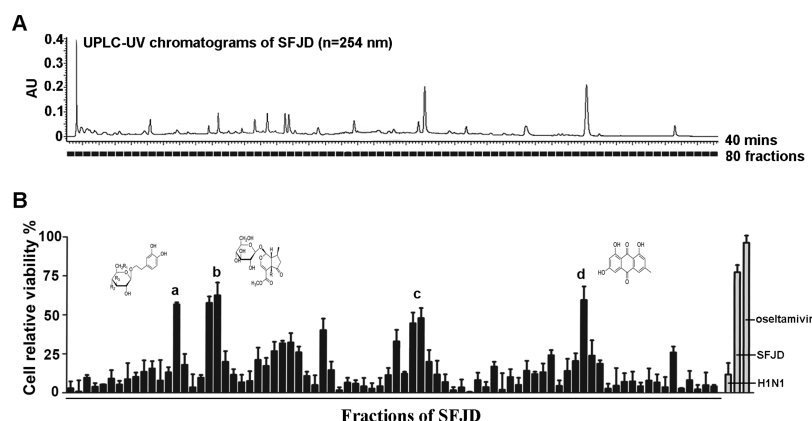 A
UPLC-UV chromatograms of SFJD (n=254 nm)
AU
0.4
0.3
0.2
0.1
0
40 mins
80 fractions
B
Cell relative viability %
100
75
50
25
0
a
b
c
d
oseltamivir
SFJD
H1N1
Fractions of SFJD